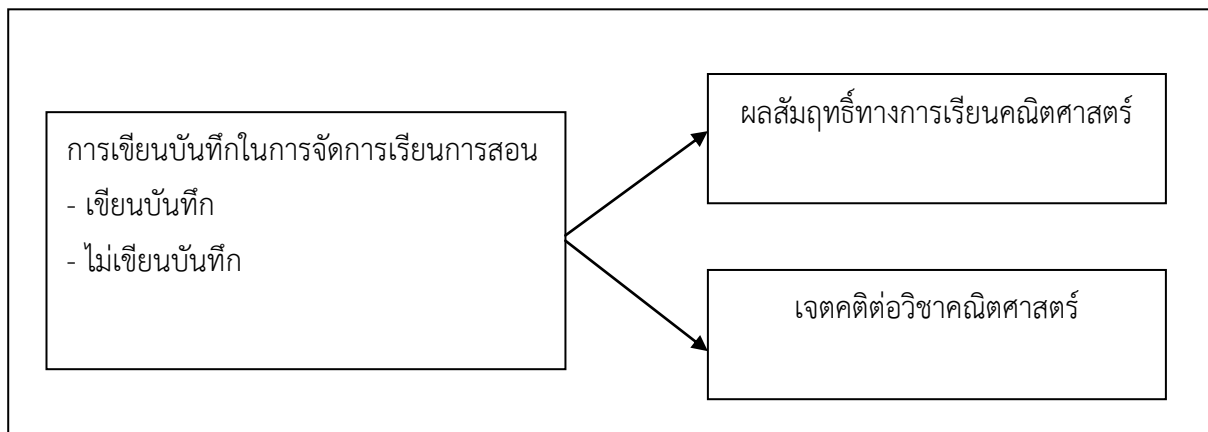 การเขียนบันทึกในการจัดการเรียนการสอน
- เขียนบันทึก
- ไม่เขียนบันทึก
ผลสัมฤทธิ์ทางการเรียนคณิตศาสตร์
เจตคติต่อวิชาคณิตศาสตร์